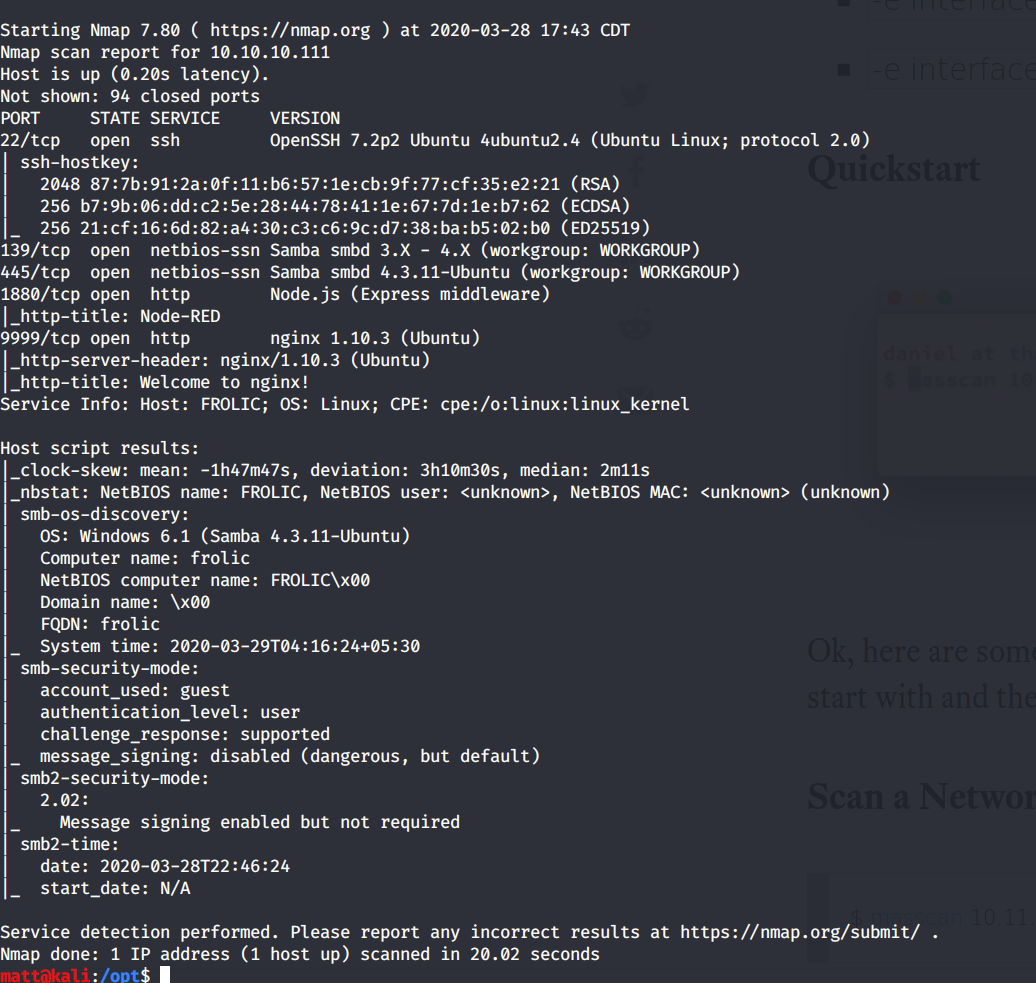 Starting Nmap 7.80 ( https://nmap.org ) at 2020-03-28 17:43 CDT
Nmap scan report for 10.10.10.111
Host is up (0.20s latency).
Not shown: 94 closed ports
PORT     STATE SERVICE     VERSION
22/tcp   open  ssh         OpenSSH 7.2p2 Ubuntu 4ubuntu2.4 (Ubuntu Linux; protocol 2.0)
| ssh-hostkey:
|   2048 87:7b:91:2a:0f:11:b6:57:1e:cb:9f:77:cf:35:e2:21 (RSA)
|   256 b7:9b:06:dd:c2:5e:28:44:78:41:1e:67:7d:1e:b7:62 (ECDSA)
|_  256 21:cf:16:6d:82:a4:30:c3:c6:9c:d7:38:ba:b5:02:b0 (ED25519)
139/tcp  open  netbios-ssn Samba smbd 3.X - 4.X (workgroup: WORKGROUP)
445/tcp  open  netbios-ssn Samba smbd 4.3.11-Ubuntu (workgroup: WORKGROUP)
1880/tcp open  http        Node.js (Express middleware)
|_http-title: Node-RED
9999/tcp open  http        nginx 1.10.3 (Ubuntu)
|_http-server-header: nginx/1.10.3 (Ubuntu)
|_http-title: Welcome to nginx!
Service Info: Host: FROLIC; OS: Linux; CPE: cpe:/o:linux:linux_kernel

Host script results:
|_clock-skew: mean: -1h47m47s, deviation: 3h10m30s, median: 2m11s
|_nbstat: NetBIOS name: FROLIC, NetBIOS user: <unknown>, NetBIOS MAC: <unknown> (unknown)
| smb-os-discovery:
|   OS: Windows 6.1 (Samba 4.3.11-Ubuntu)
|   Computer name: frolic
|   NetBIOS computer name: FROLIC\x00
|   Domain name: \x00
|   FQDN: frolic
|_  System time: 2020-03-29T04:16:24+05:30
| smb-security-mode:
|   account_used: guest
|   authentication_level: user
|   challenge_response: supported
|_  message_signing: disabled (dangerous, but default)
| smb2-security-mode:
|   2.02:
|_    Message signing enabled but not required
| smb2-time:
|   date: 2020-03-28T22:46:24
|_  start_date: N/A

Service detection performed. Please report any incorrect results at https://nmap.org/submit/ .
Nmap done: 1 IP address (1 host up) scanned in 20.02 seconds
matt@kali:/opt$
-e interface
-e interface
Quickstart
daniel at th
$ masscan 10
Ok, here are some
start with and the
Scan a Networ
$ masscan 10.11